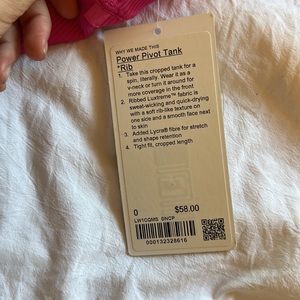 WHY WE MADE THIS
Power Pivot Tank
*Rib
1. Take this cropped tank for a
spin, literally. Wear it as a
v-neck or turn it around for
more coverage in the front
2. Ribbed Luxtreme™ fabric is
sweat-wicking and quick-drying
with a soft rib-like texture on
one side and a smooth face next
to skin
3. Added Lycra® fibre for stretch
and shape retention
4. Tight fit, cropped length
0 $58.00
LW1CQMS SNCP
000132328616